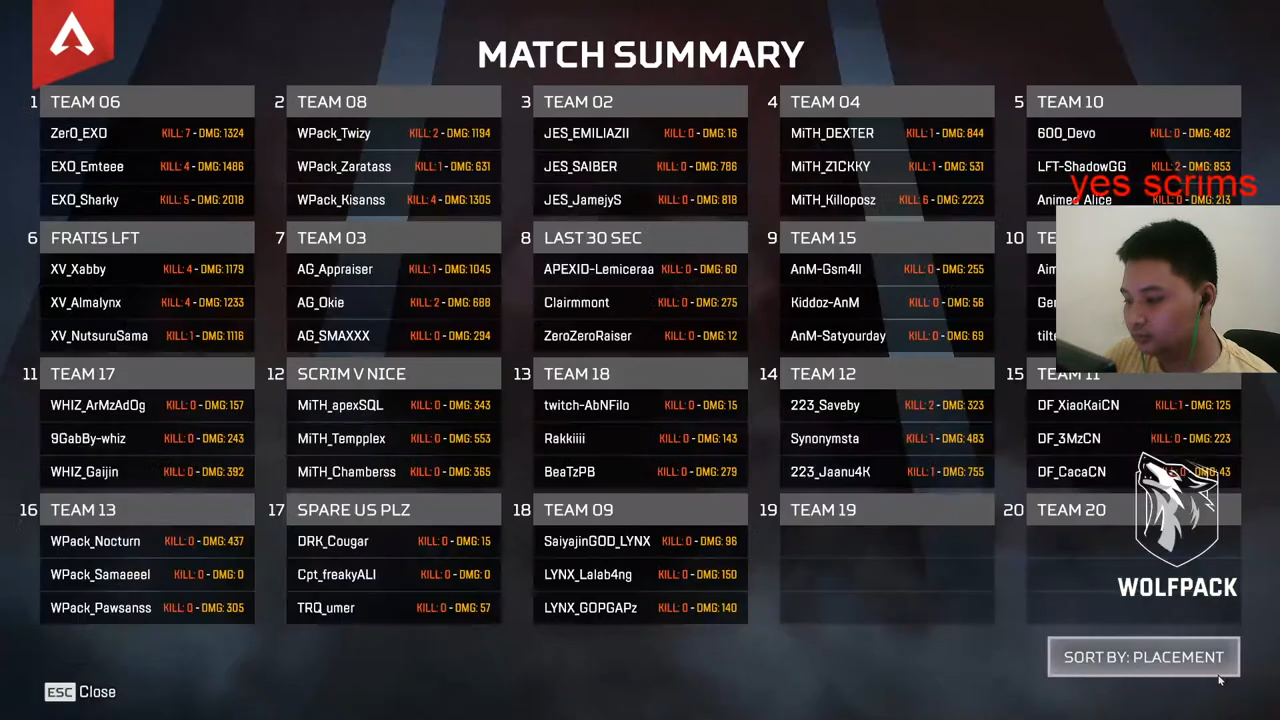 MATCH SUMMARY
1 TEAM 06
Zer0_EXO KILL: 7 - DMG: 1324
EXO_Emteee KILL: 4 - DMG: 1486
EXO_Sharky KILL: 5 - DMG: 2018
2 TEAM 08
WPack_Twizy KILL: 2 - DMG: 1194
WPack_Zaratass KILL: 1 - DMG: 631
WPack_Kisanss KILL: 4 - DMG: 1305
3 TEAM 02
JES_EMILIAZII KILL: 0 - DMG: 16
JES_SAIBER KILL: 0 - DMG: 786
JES_JamejyS KILL: 0 - DMG: 818
4 TEAM 04
MiTH_DEXTER KILL: 1 - DMG: 844
MiTH_Z1CKKY KILL: 1 - DMG: 531
MiTH_Killoposz KILL: 6 - DMG: 2223
5 TEAM 10
600_Devo KILL: 0 - DMG: 482
LFT-ShadowGG KILL: 2 - DMG: 853
yes scrims
Anime Alice KILL: 0 - DMG: 213
6 FRATIS LFT
XV_Xabby KILL: 4 - DMG: 1179
XV_Almalynx KILL: 4 - DMG: 1233
XV_NutsuruSama KILL: 1 - DMG: 1116
7 TEAM 03
AG_Appraiser KILL: 1 - DMG: 1045
AG_Okie KILL: 2 - DMG: 688
AG_SMAXXX KILL: 0 - DMG: 294
8 LAST 30 SEC
APEXID-Lemiceraa KILL: 0 - DMG: 60
Clairmmont KILL: 0 - DMG: 275
ZeroZeroRaiser KILL: 0 - DMG: 12
9 TEAM 15
AnM-Gsm4ll KILL: 0 - DMG: 255
Kiddoz-AnM KILL: 0 - DMG: 56
AnM-Satyourday KILL: 0 - DMG: 69
10
11 TEAM 17
WHIZ_ArMzAdOg KILL: 0 - DMG: 157
9GabBy-whiz KILL: 0 - DMG: 243
WHIZ_Gaijin KILL: 0 - DMG: 392
12 SCRIM V NICE
MiTH_apexSQL KILL: 0 - DMG: 343
MiTH_Tempplex KILL: 0 - DMG: 553
MiTH_Chamberss KILL: 0 - DMG: 365
13 TEAM 18
twitch-AbNFilo KILL: 0 - DMG: 15
Rakkiiii KILL: 0 - DMG: 143
BeaTzPB KILL: 0 - DMG: 279
14 TEAM 12
223_Saveby KILL: 2 - DMG: 323
Synonymsta KILL: 1 - DMG: 483
223_Jaanu4K KILL: 1 - DMG: 755
15 TEAM 11
DF_XiaoKaiCN KILL: 1 - DMG: 125
DF_3MzCN KILL: 0 - DMG: 223
DF_CacaCN KILL: 0 - DMG: 43
16 TEAM 13
WPack_Nocturn KILL: 0 - DMG: 437
WPack_Samaeeel KILL: 0 - DMG: 0
WPack_Pawsanss KILL: 0 - DMG: 305
17 SPARE US PLZ
DRK_Cougar KILL: 0 - DMG: 15
Cpt_freakyALI KILL: 0 - DMG: 0
TRQ_umer KILL: 0 - DMG: 57
18 TEAM 09
SaiyajinGOD_LYNX KILL: 0 - DMG: 96
LYNX_Lalab4ng KILL: 0 - DMG: 150
LYNX_GOPGAPz KILL: 0 - DMG: 140
19 TEAM 19
20 TEAM 20
WOLFPACK
SORT BY: PLACEMENT
ESC Close